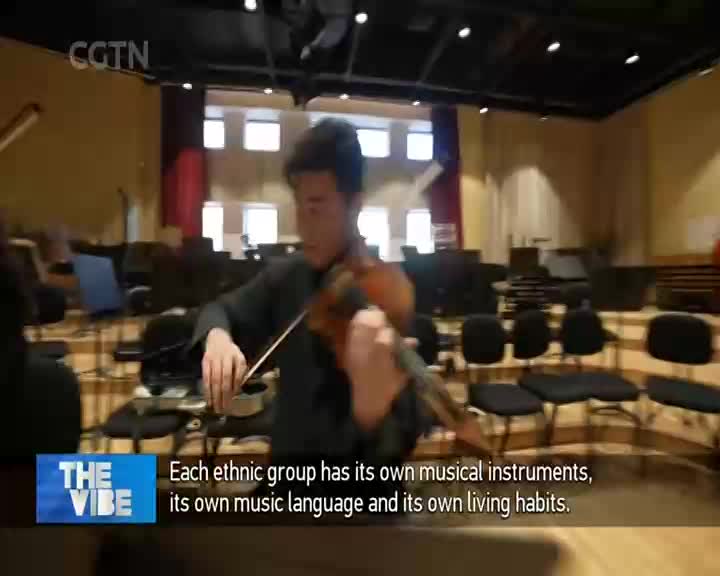 CGTN
THE
VIBE
Each ethnic group has its own musical instruments,
its own music language and its own living habits.